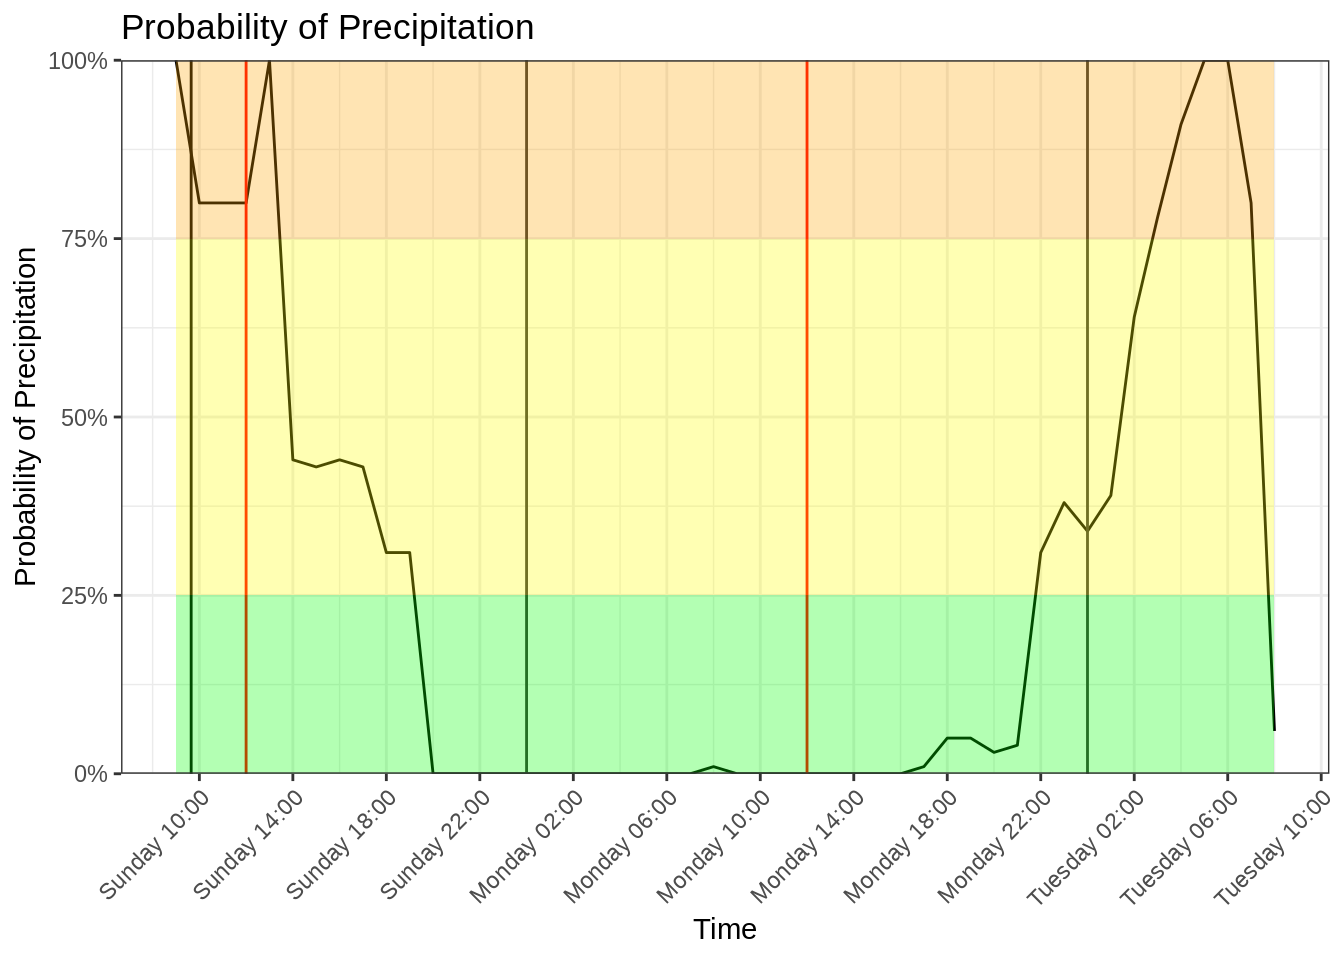 Probability of Precipitation
Probability of Precipitation
100%
75%
50%
25%
0%
Sunday 10:00
Sunday 14:00
Sunday 18:00
Sunday 22:00
Monday 02:00
Monday 06:00
Monday 10:00
Monday 14:00
Monday 18:00
Monday 22:00
Tuesday 02:00
Tuesday 06:00
Tuesday 10:00
Time